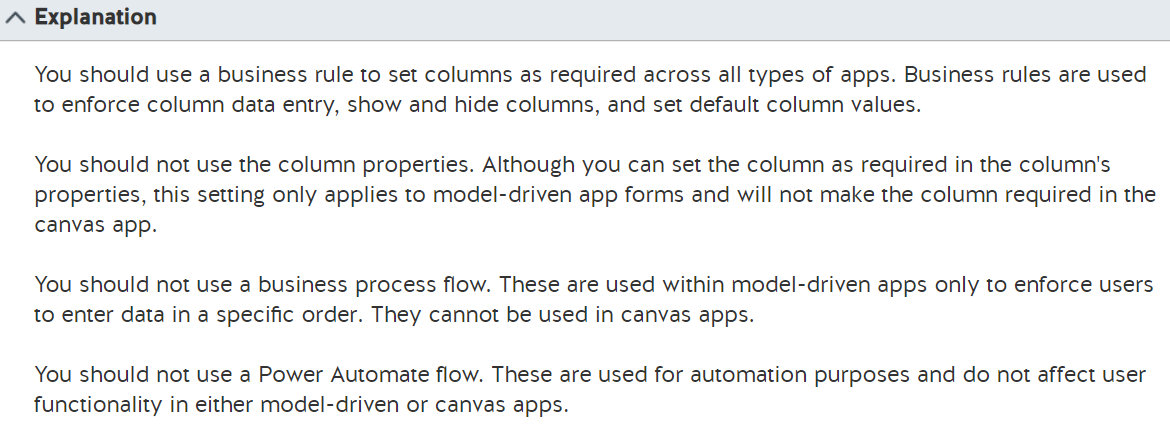 Explanation
You should use a business rule to set columns as required across all types of apps. Business rules are used
to enforce column data entry, show and hide columns, and set default column values.
You should not use the column properties. Although you can set the column as required in the column's
properties, this setting only applies to model-driven app forms and will not make the column required in the
canvas app.
You should not use a business process flow. These are used within model-driven apps only to enforce users
to enter data in a specific order. They cannot be used in canvas apps.
You should not use a Power Automate flow. These are used for automation purposes and do not affect user
functionality in either model-driven or canvas apps.